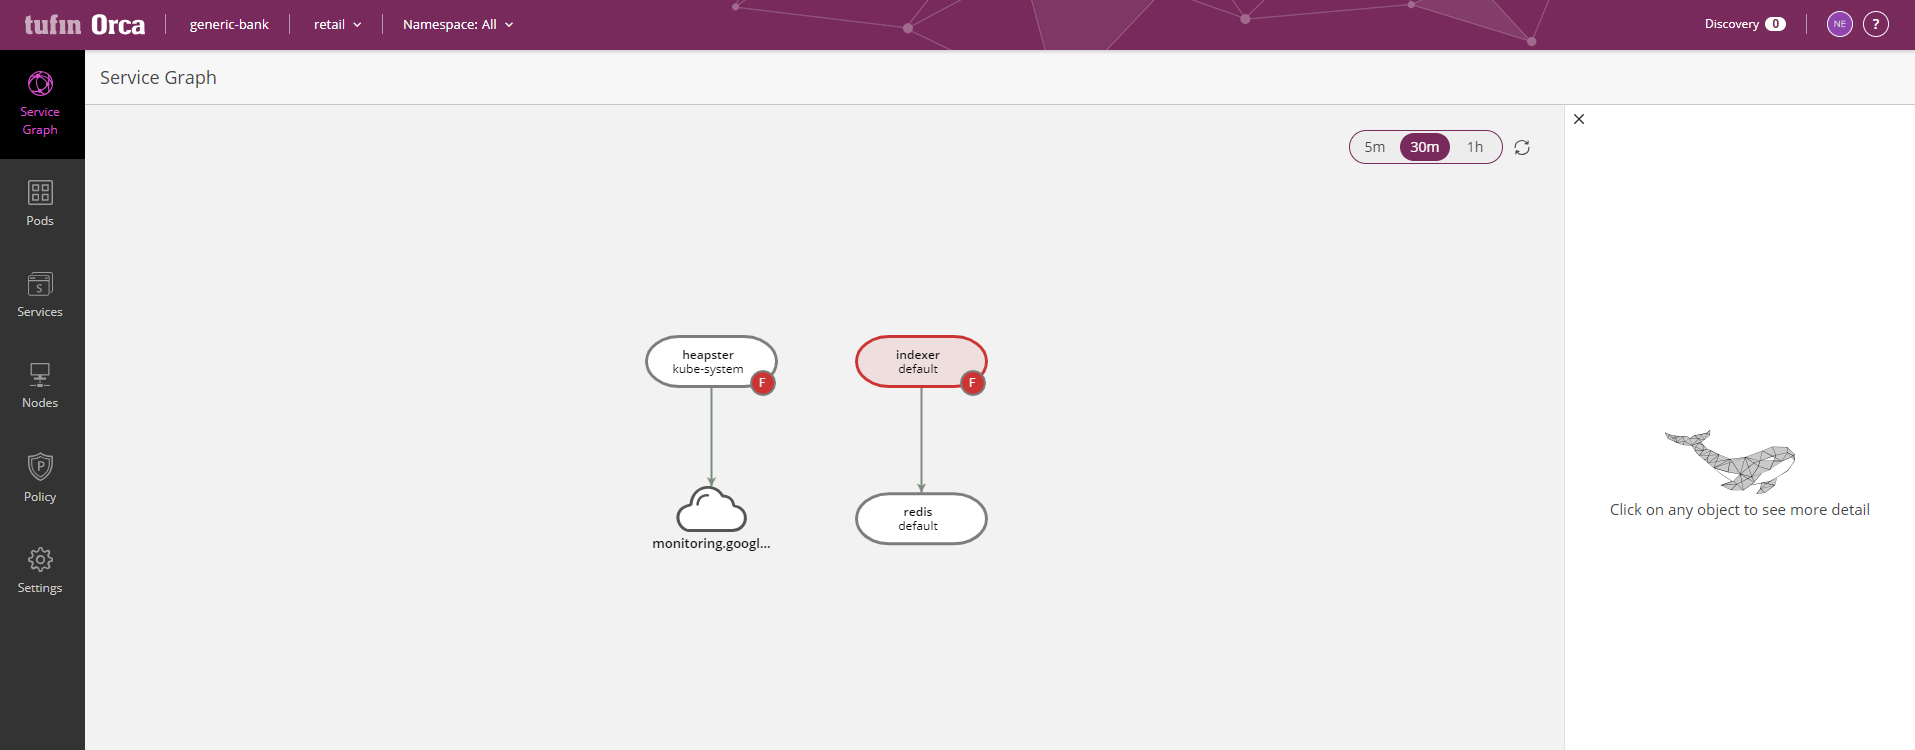 tufin Orca generic-bank retail Namespace: All Discovery 0 NE ?
Service Graph
Service
Graph
Pods
S
Services
Nodes
P
Policy
Settings
5m 30m 1h
heapster
kube-system
F
indexer
default
F
monitoring.googl...
redis
default
Click on any object to see more detail